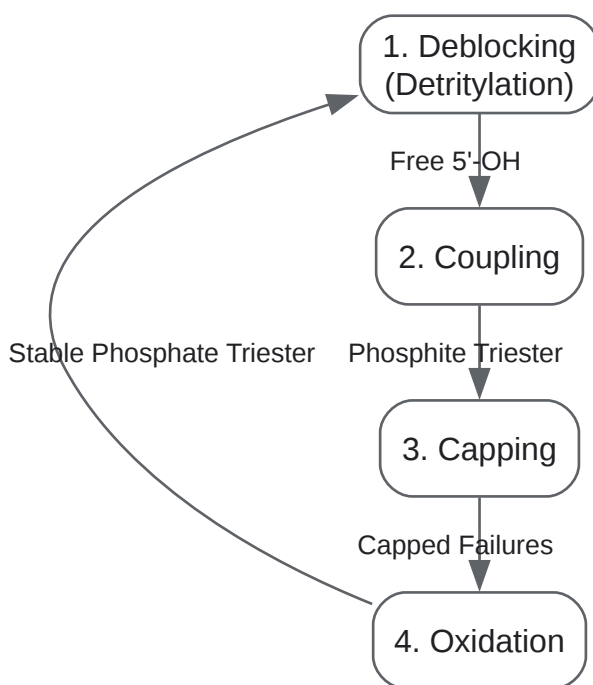 1. Deblocking
(Detritylation)
Free 5'-OH
2. Coupling
Stable Phosphate Triester
Phosphite Triester
3. Capping
Capped Failures
4. Oxidation